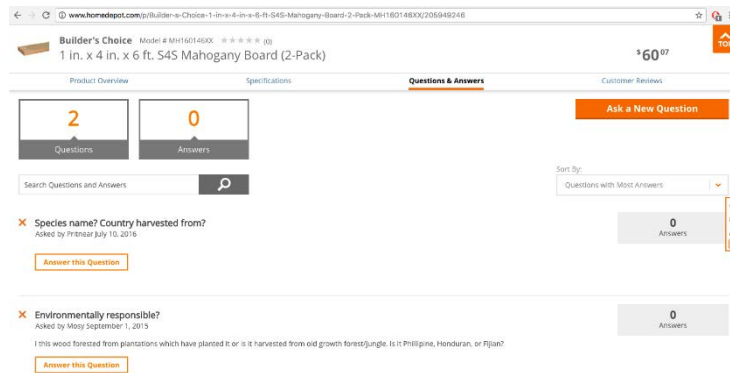 www.homedepot.com/p/Builder-s-Choice-1-in-x-4-in-x-6-ft-S4S-Mahogany-Board-2-Pack-MH160146XX/205949246
Builder's Choice Model # MH160146XX (0)
1 in. x 4 in. x 6 ft. S4S Mahogany Board (2-Pack)
$60 07
TOP
Product Overview Specifications Questions & Answers Customer Reviews
2 0
Questions Answers
Ask a New Question
Sort By:
Search Questions and Answers Questions with Most Answers
Species name? Country harvested from?
Asked by Pritnear July 10, 2016
0
Answers
Answer this Question
Environmentally responsible?
Asked by Mosy September 1, 2015
0
Answers
I this wood forested from plantations which have planted it or is it harvested from old growth forest/jungle. Is it Phillipine, Honduran, or Fijian?
Answer this Question